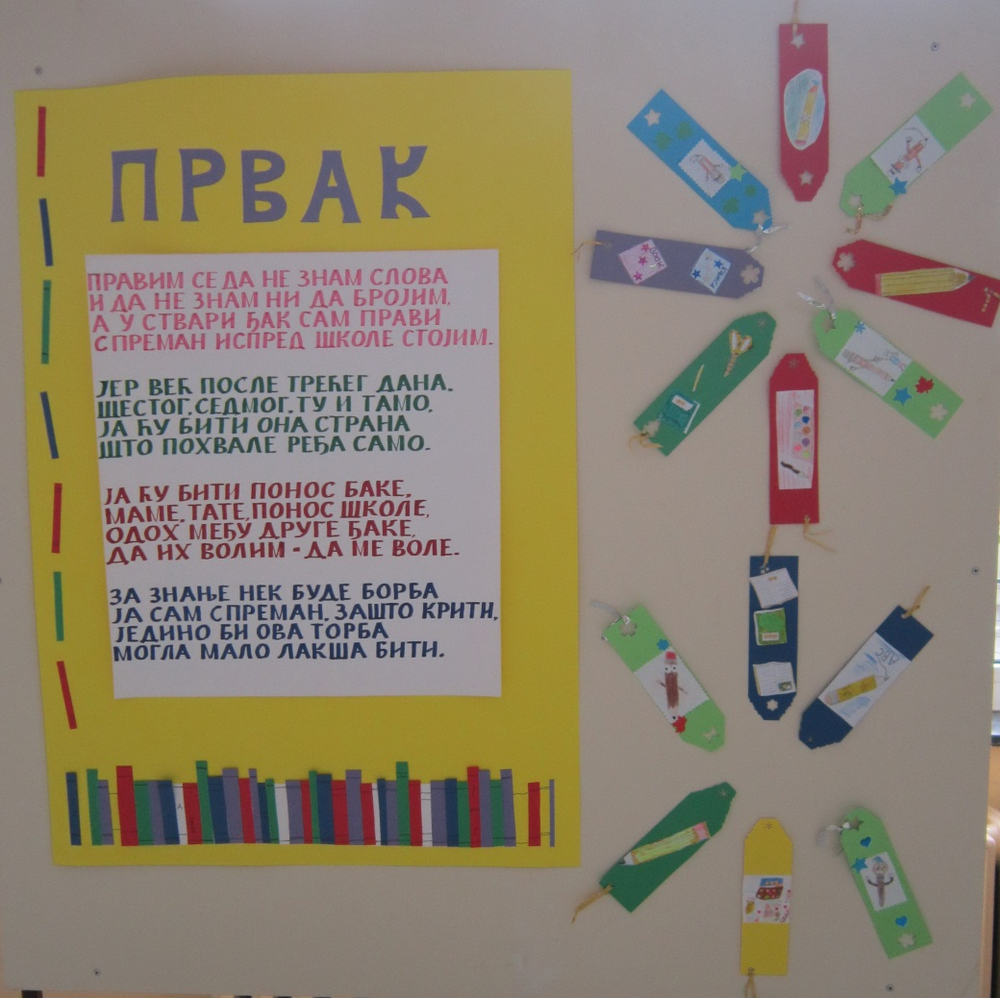 ПРВАК
ПРАВИМ СЕ ДА НЕ ЗНАМ СЛОВА
И ДА НЕ ЗНАМ НИ ДА БРОЈИМ,
А У СТВАРИ ЂАК САМ ПРАВИ
СПРЕМАН ИСПРЕД ШКОЛЕ СТОЈИМ.
ЈЕР ВЕЋ ПОСЛЕ ТРЕЋЕГ ДАНА.
ШЕСТОГ, СЕДМОГ, ТУ И ТАМО,
ЈА ЋУ БИТИ ОНА СТРАНА
ШТО ПОХВАЛЕ РЕЂА САМО.
ЈА ЋУ БИТИ ПОНОС БАКЕ,
МАМЕ, ТАТЕ, ПОНОС ШКОЛЕ,
ОДОХ МЕЂУ ДРУГЕ ЂАКЕ,
ДА ИХ ВОЛИМ - ДА МЕ ВОЛЕ.
ЗА ЗНАЊЕ НЕК БУДЕ БОРБА
ЈА САМ СПРЕМАН, ЗАШТО КРИТИ,
ЈЕДИНО БИ ОВА ТОРБА
МОГЛА МАЛО ЛАКША БИТИ.